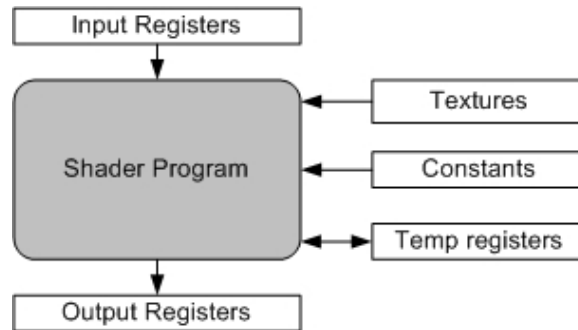 Input Registers
Textures
Shader Program
Constants
Temp registers
Output Registers